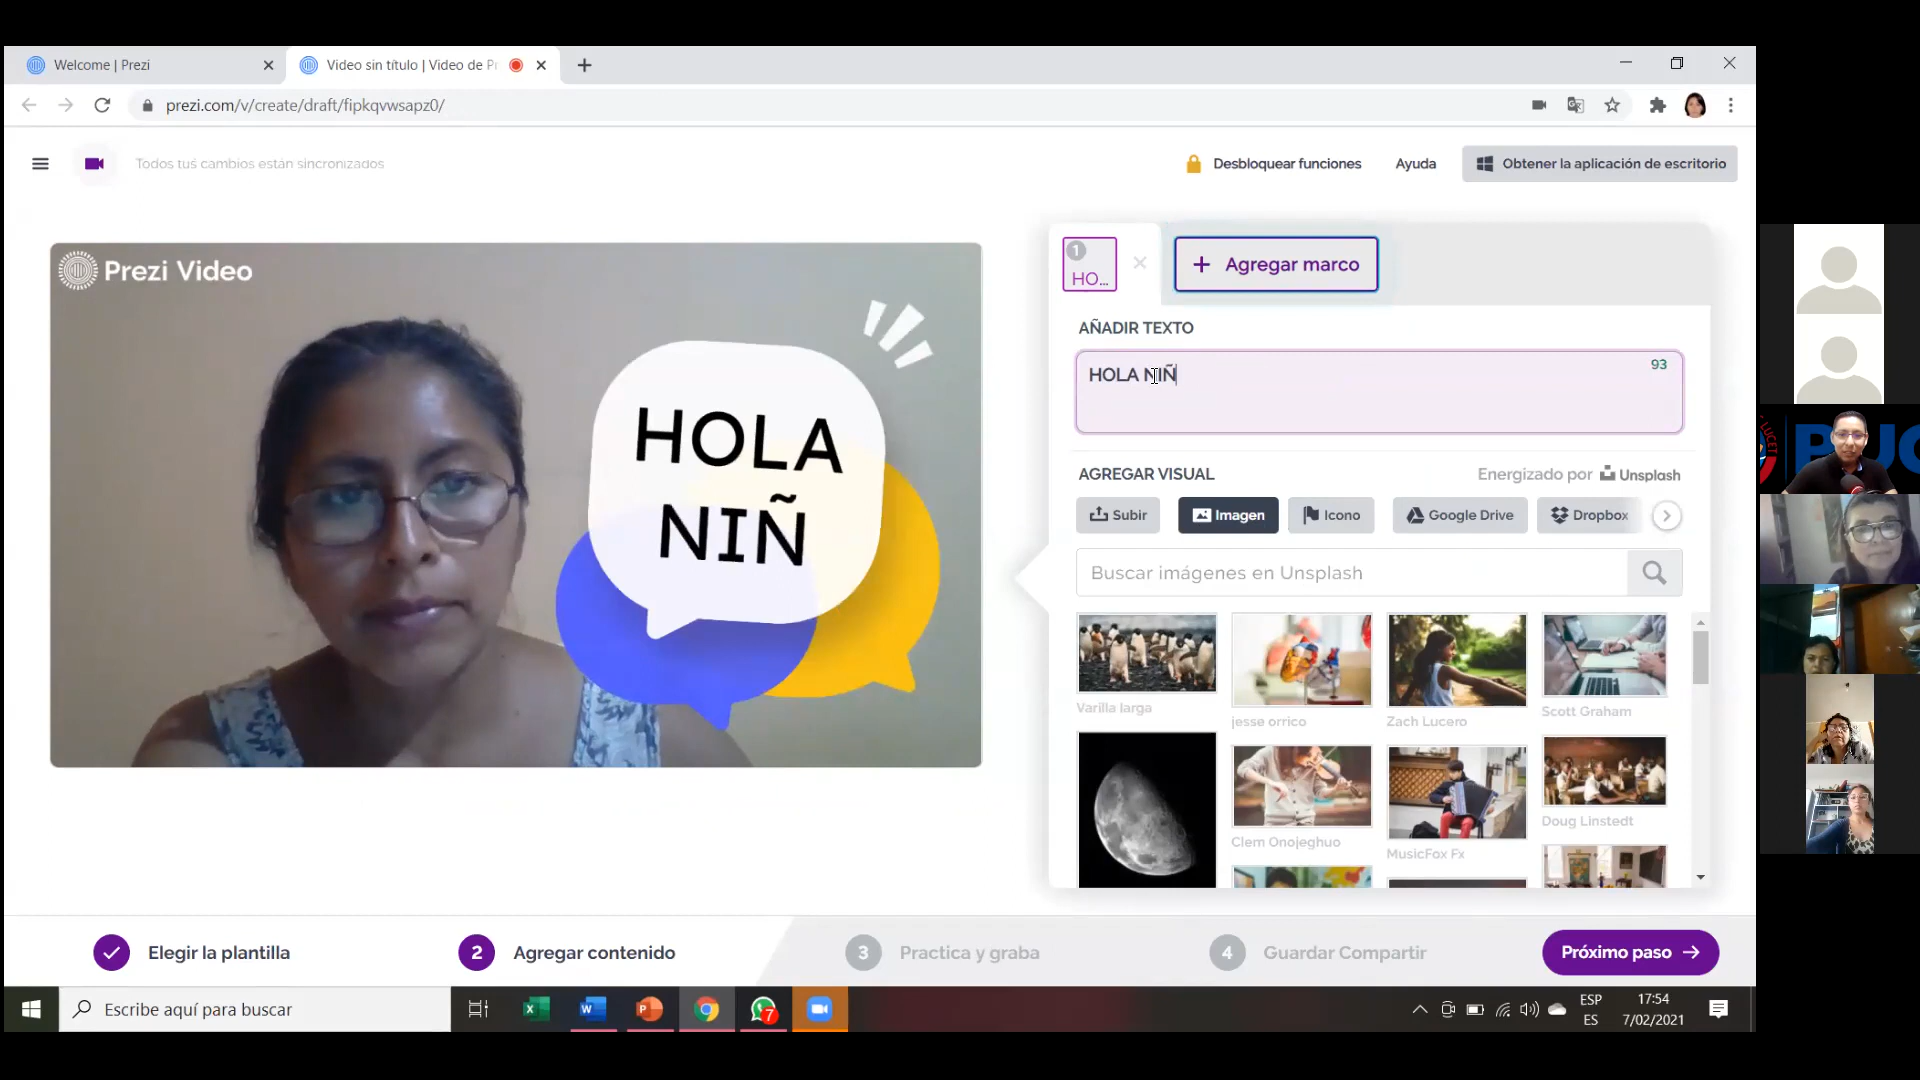 Welcome | Prezi
Video sin título | Video de Pr
prezi.com/v/create/draft/fipkqvwsapz0/
Todos tus cambios están sincronizados
Desbloquear funciones
Ayuda
Obtener la aplicación de escritorio
Prezi Video
HOLA
NIÑ
1
HO...
+ Agregar marco
AÑADIR TEXTO
HOLA NIÑ
93
AGREGAR VISUAL
Energizado por Unsplash
Subir
Imagen
Icono
Google Drive
Dropbox
Buscar imágenes en Unsplash
Varilla larga
jesse orrico
Zach Lucero
Scott Graham
Clem Onojeghuo
MusicFox Fx
Doug Linstedt
Elegir la plantilla
2 Agregar contenido
3 Practica y graba
4 Guardar Compartir
Próximo paso
Escribe aquí para buscar
7
ESP
ES
17:54
7/02/2021
LUCET
PUC